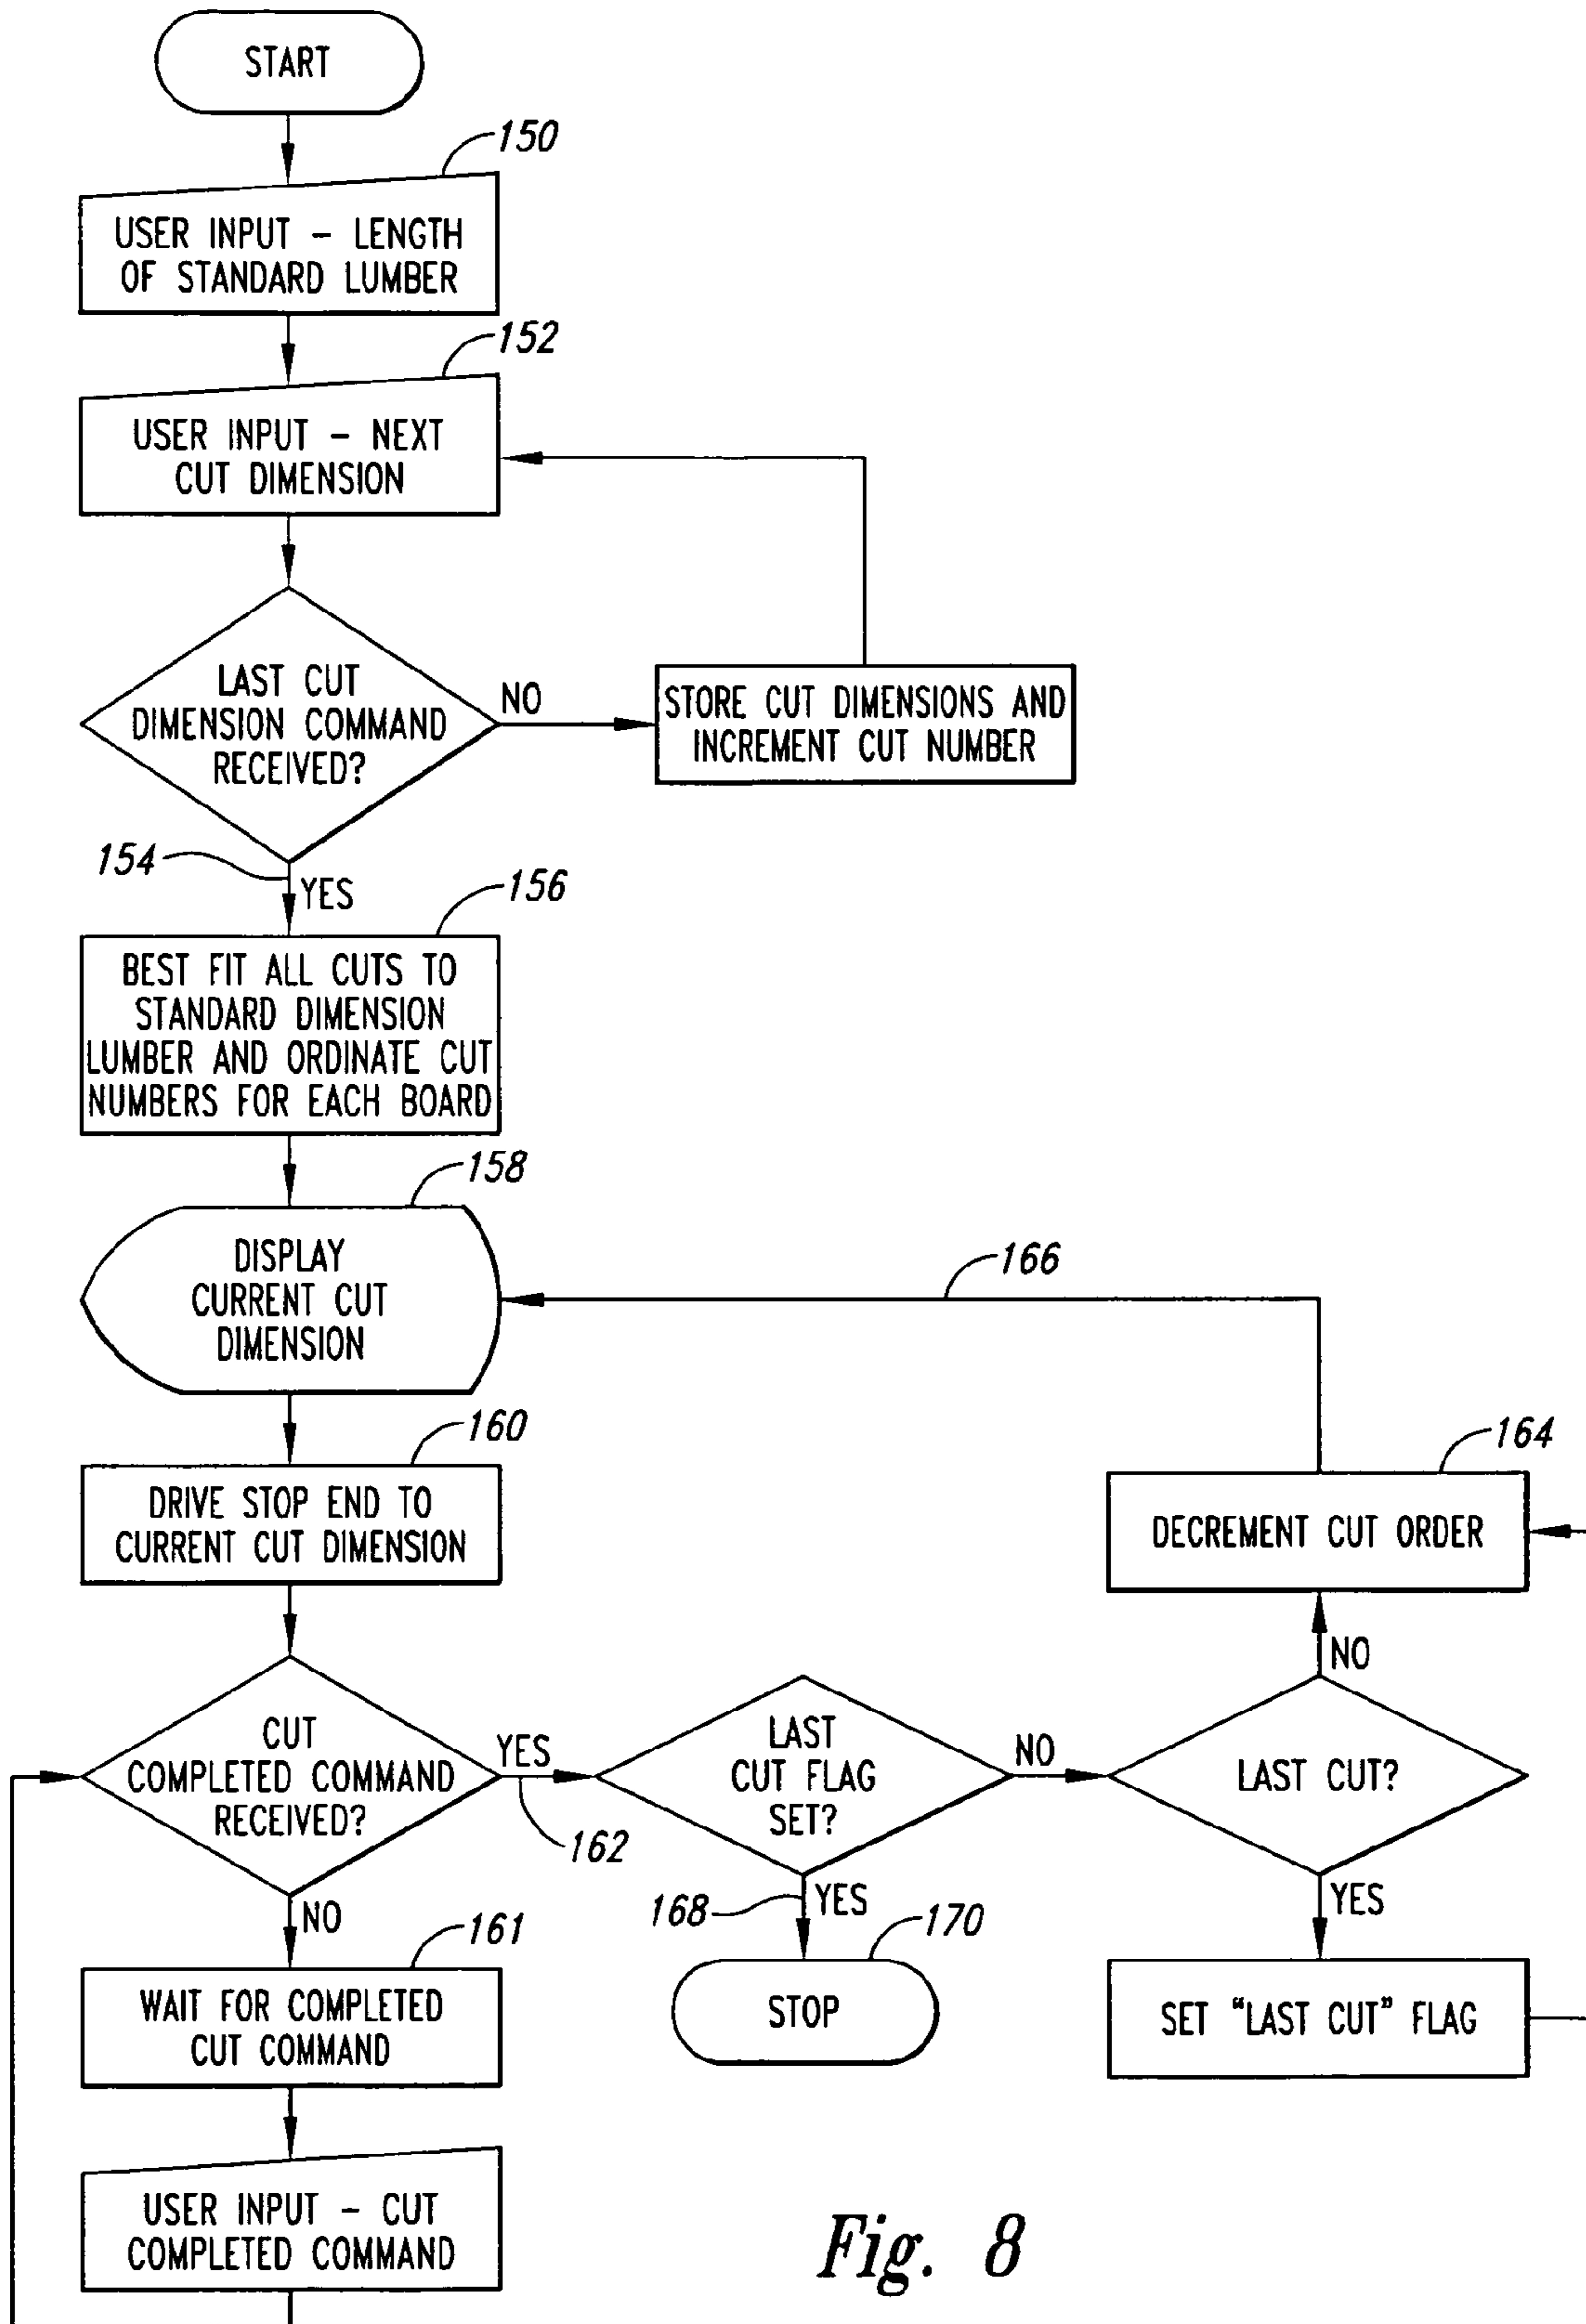 START
150
USER INPUT – LENGTH
OF STANDARD LUMBER
152
USER INPUT – NEXT
CUT DIMENSION
LAST CUT
DIMENSION COMMAND
RECEIVED?
NO
STORE CUT DIMENSIONS AND
INCREMENT CUT NUMBER
154
YES
156
BEST FIT ALL CUTS TO
STANDARD DIMENSION
LUMBER AND ORDINATE CUT
NUMBERS FOR EACH BOARD
158
DISPLAY
CURRENT CUT
DIMENSION
166
160
DRIVE STOP END TO
CURRENT CUT DIMENSION
164
DECREMENT CUT ORDER
NO
CUT
COMPLETED COMMAND
RECEIVED?
YES
162
LAST
CUT FLAG
SET?
NO
LAST CUT?
NO
161
WAIT FOR COMPLETED
CUT COMMAND
168
YES
170
STOP
YES
SET "LAST CUT" FLAG
USER INPUT – CUT
COMPLETED COMMAND
Fig. 8